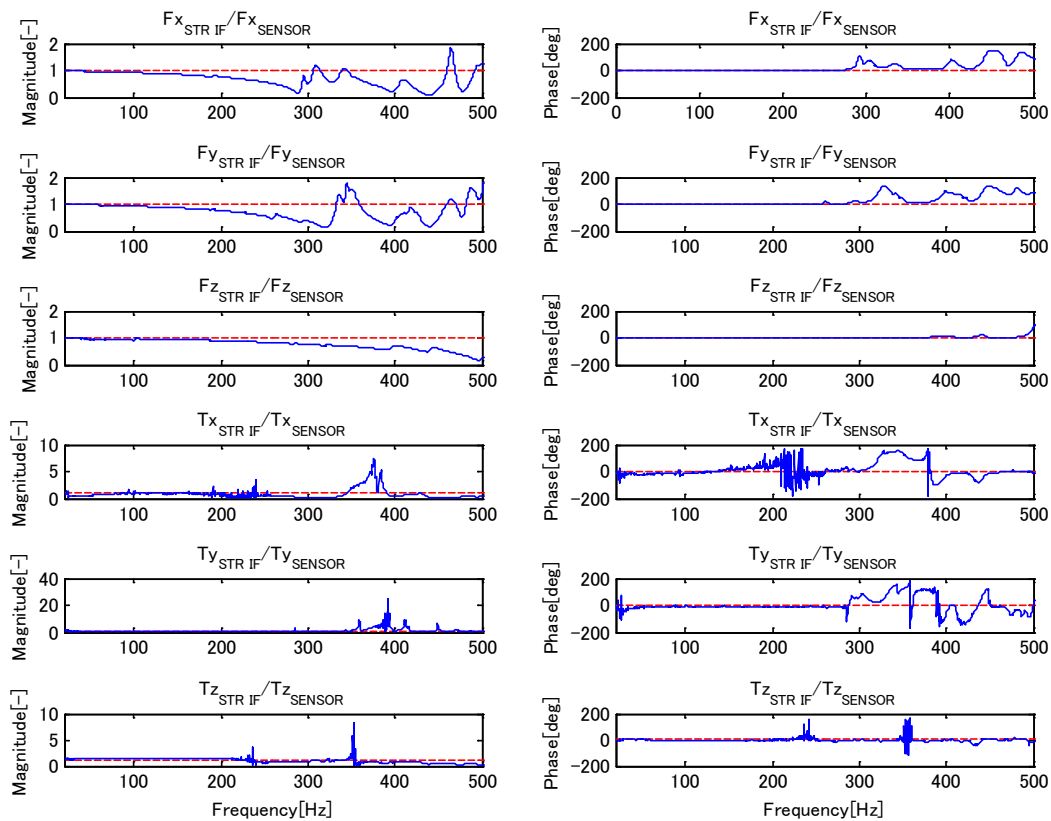 Fx STR IF/Fx SENSOR
Magnitude[-]
2
1
0
100 200 300 400 500
Fx STR IF/Fx SENSOR
Phase[deg]
200
0
-200
0 100 200 300 400 500
Fy STR IF/Fy SENSOR
Magnitude[-]
2
1
0
100 200 300 400 500
Fy STR IF/Fy SENSOR
Phase[deg]
200
0
-200
100 200 300 400 500
Fz STR IF/Fz SENSOR
Magnitude[-]
2
1
0
100 200 300 400 500
Fz STR IF/Fz SENSOR
Phase[deg]
200
0
-200
100 200 300 400 500
Tx STR IF/Tx SENSOR
Magnitude[-]
10
5
0
100 200 300 400 500
Tx STR IF/Tx SENSOR
Phase[deg]
200
0
-200
100 200 300 400 500
Ty STR IF/Ty SENSOR
Magnitude[-]
40
20
0
100 200 300 400 500
Ty STR IF/Ty SENSOR
Phase[deg]
200
0
-200
100 200 300 400 500
Tz STR IF/Tz SENSOR
Magnitude[-]
10
5
0
100 200 300 400 500
Frequency[Hz]
Tz STR IF/Tz SENSOR
Phase[deg]
200
0
-200
100 200 300 400 500
Frequency[Hz]